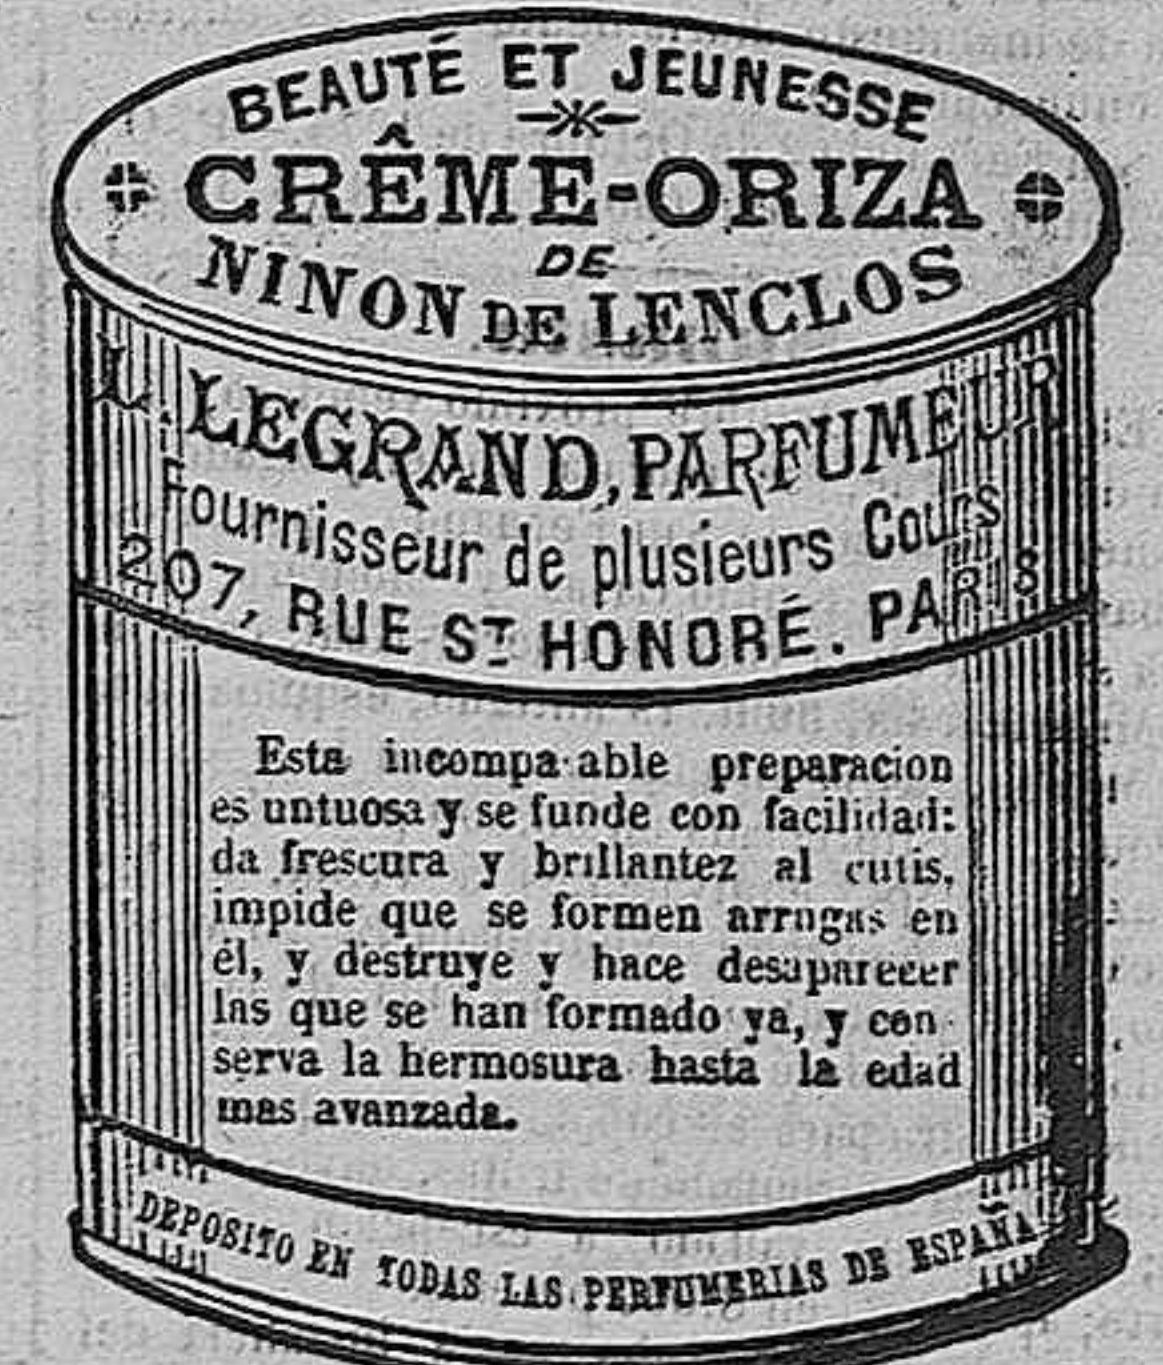 BEAUTÉ ET JEUNESSE
CRÊME-ORIZA
DE
NINON DE LENCLOS
L. LEGRAND, PARFUMEUR
Fournisseur de plusieurs Cours
207, RUE ST HONORÉ. PARIS
Esta incompa able preparacion
es untuosa y se funde con facilidad:
da frescura y brillantez al cutis,
impide que se formen arrugas en
él, y destruye y hace desaparecer
las que se han formado ya, y con-
serva la hermosura hasta la edad
mas avanzada.
DEPOSITO EN TODAS LAS PERFUMERIAS DE ESPAÑA